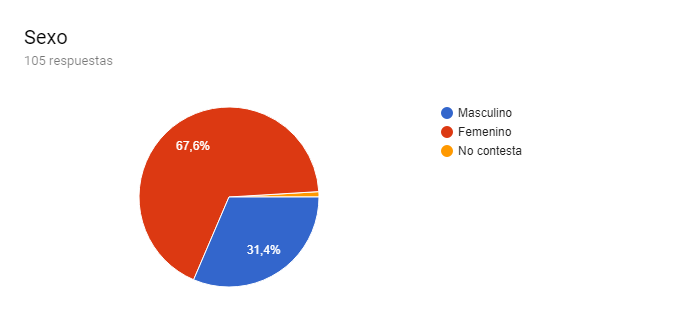 Sexo
105 respuestas
67,6%
31,4%
Masculino
Femenino
No contesta